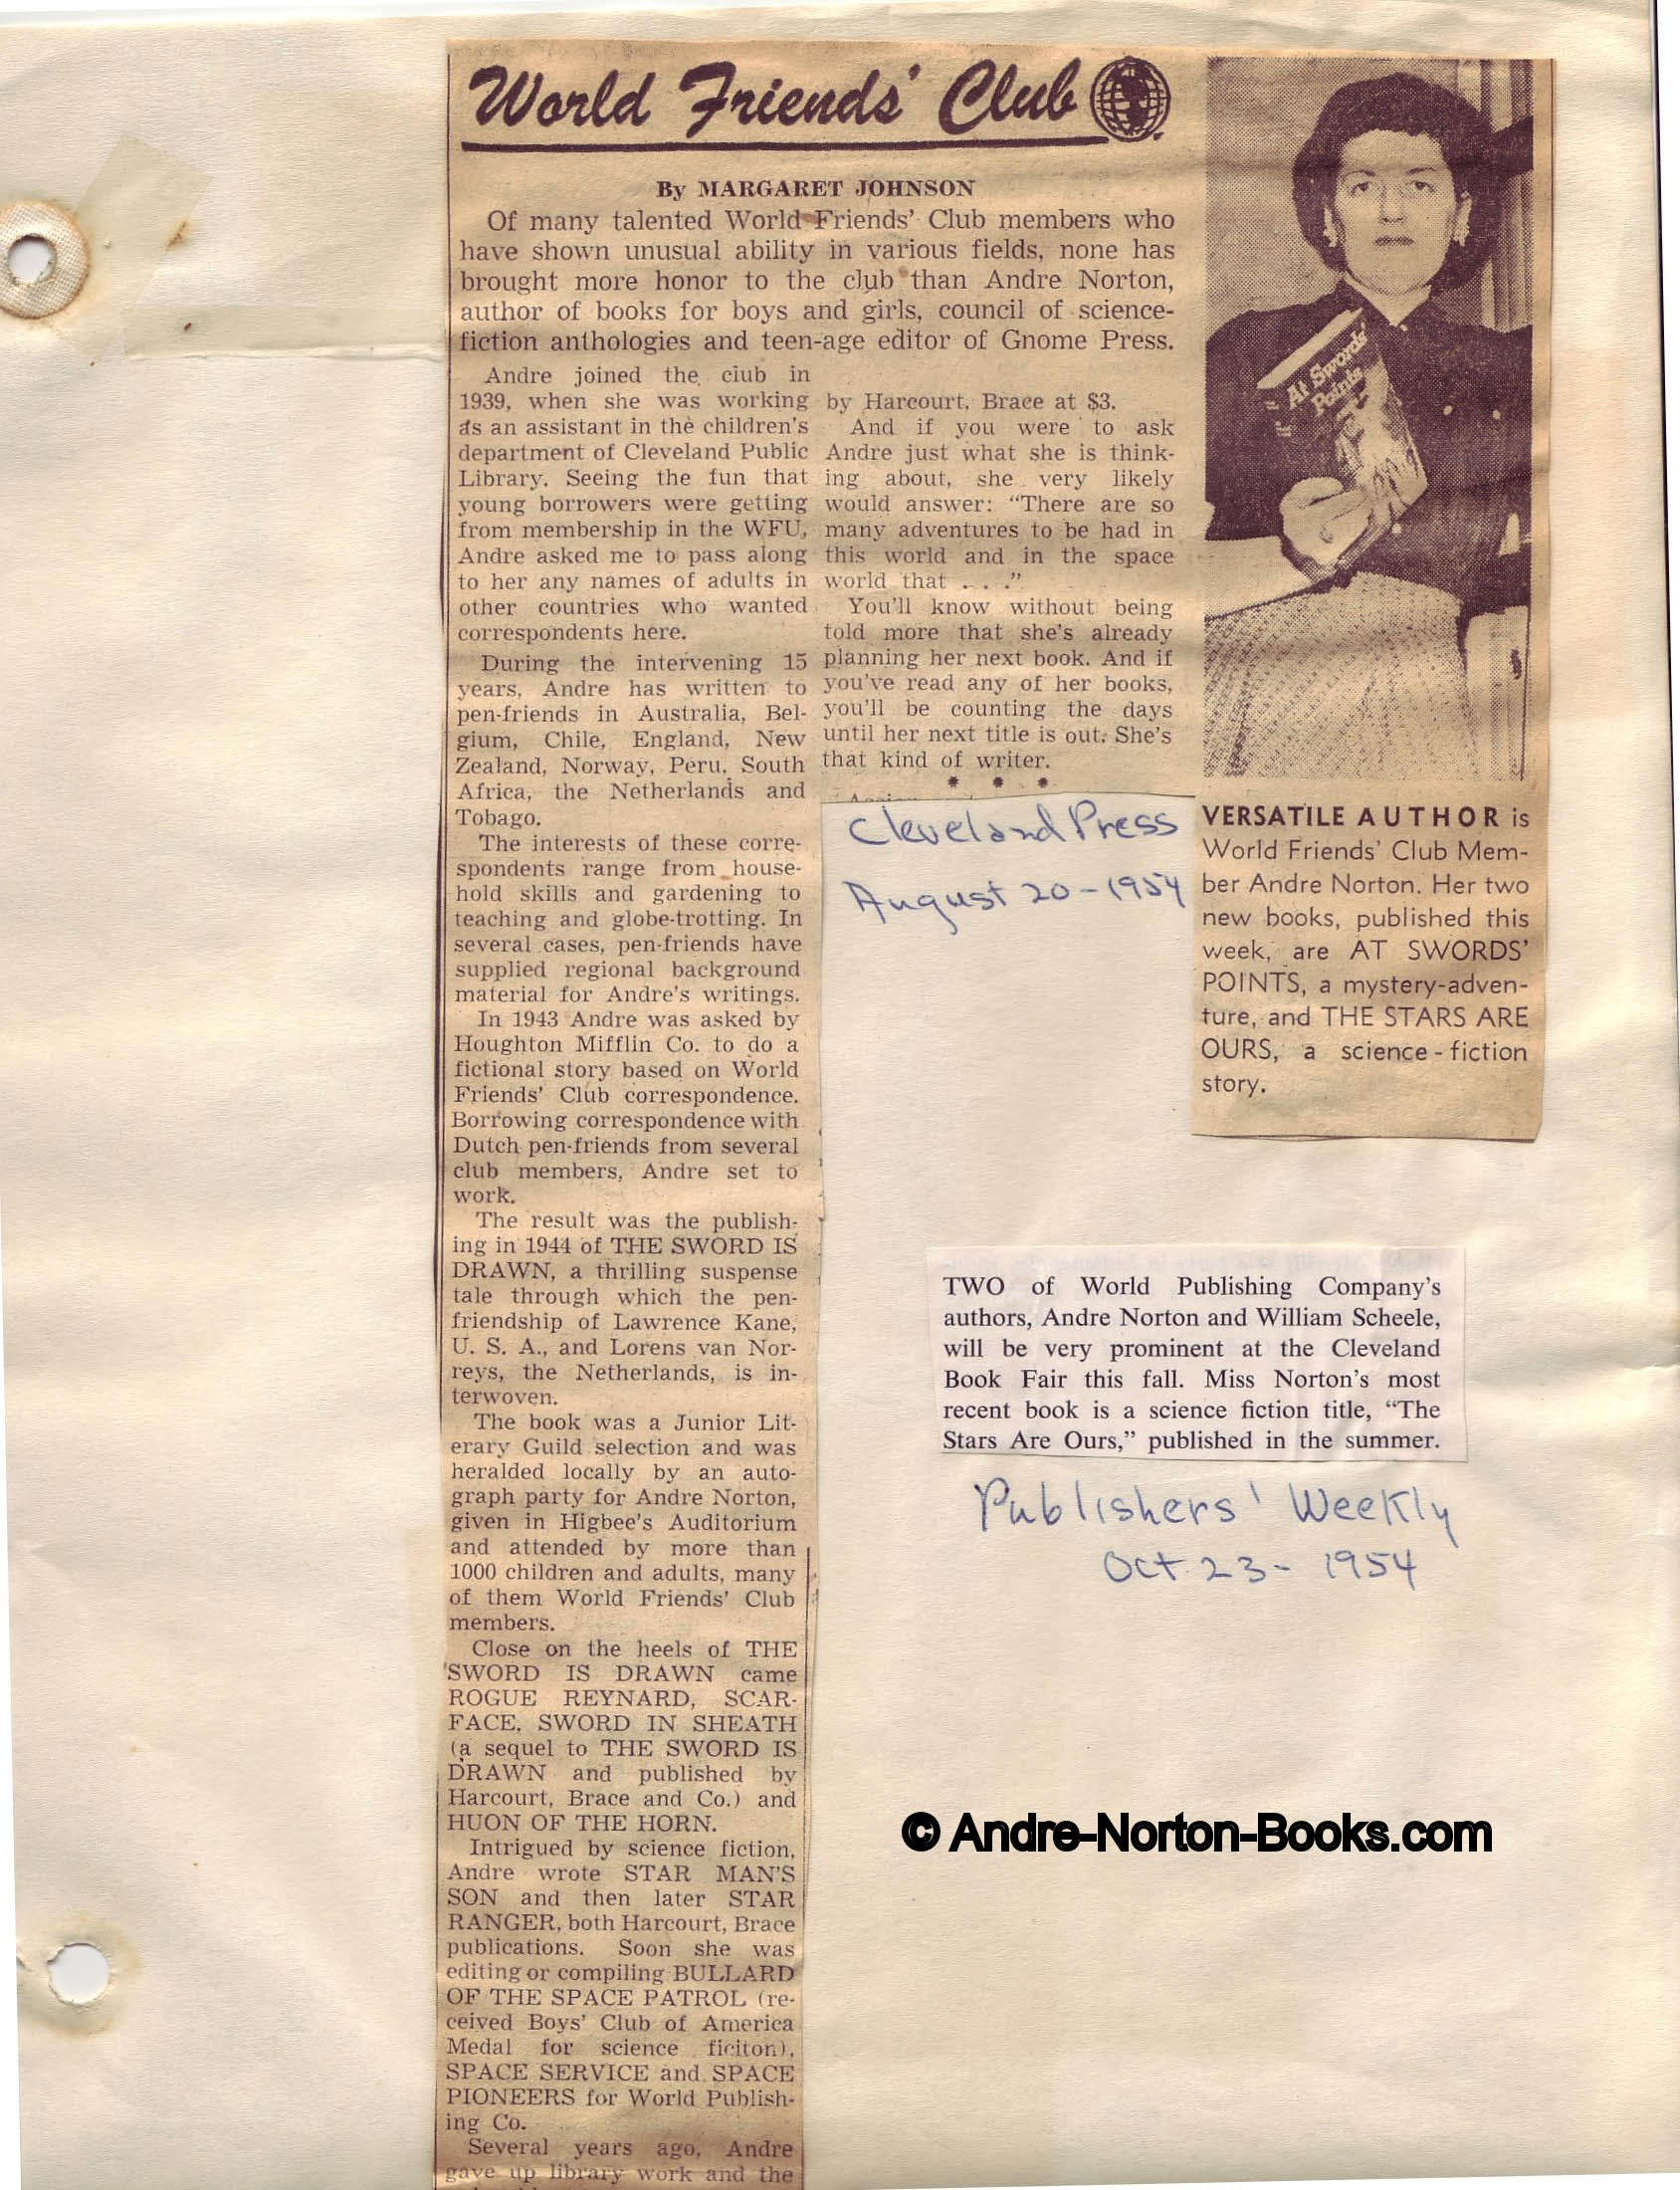 World Friends' Club
By MARGARET JOHNSON
Of many talented World Friends' Club members who
have shown unusual ability in various fields, none has
brought more honor to the club than Andre Norton,
author of books for boys and girls, council of science-
fiction anthologies and teen-age editor of Gnome Press.
Andre joined the club in
1939, when she was working
as an assistant in the children's
department of Cleveland Public
Library. Seeing the fun that
young borrowers were getting
from membership in the WFU,
Andre asked me to pass along
to her any names of adults in
other countries who wanted
correspondents here.
During the intervening 15
years, Andre has written to
pen-friends in Australia, Bel-
gium, Chile, England, New
Zealand, Norway, Peru, South
Africa, the Netherlands and
Tobago.
The interests of these corre-
spondents range from house-
hold skills and gardening to
teaching and globe-trotting. In
several cases, pen-friends have
supplied regional background
material for Andre's writings.
In 1943 Andre was asked by
Houghton Mifflin Co. to do a
fictional story based on World
Friends' Club correspondence.
Borrowing correspondence with
Dutch pen-friends from several
club members, Andre set to
work.
The result was the publish-
ing in 1944 of THE SWORD IS
DRAWN, a thrilling suspense
tale through which the pen-
friendship of Lawrence Kane,
U. S. A., and Lorens van Nor-
reys, the Netherlands, is in-
terwoven.
The book was a Junior Lit-
erary Guild selection and was
heralded locally by an auto-
graph party for Andre Norton,
given in Higbee's Auditorium
and attended by more than
1000 children and adults, many
of them World Friends' Club
members.
Close on the heels of THE
SWORD IS DRAWN came
ROGUE REYNARD, SCAR-
FACE, SWORD IN SHEATH
(a sequel to THE SWORD IS
DRAWN and published by
Harcourt, Brace and Co.) and
HUON OF THE HORN.
Intrigued by science fiction,
Andre wrote STAR MAN'S
SON and then later STAR
RANGER, both Harcourt, Brace
publications. Soon she was
editing or compiling BULLARD
OF THE SPACE PATROL (re-
ceived Boys' Club of America
Medal for science ficiton),
SPACE SERVICE and SPACE
PIONEERS for World Publish-
ing Co.
Several years ago, Andre
gave up library work and the
by Harcourt, Brace at $3.
And if you were to ask
Andre just what she is think-
ing about, she very likely
would answer: "There are so
many adventures to be had in
this world and in the space
world that . . ."
You'll know without being
told more that she's already
planning her next book. And if
you've read any of her books,
you'll be counting the days
until her next title is out. She's
that kind of writer.
* * *
Cleveland Press
August 20 - 1954
At Swords'
Points
VERSATILE AUTHOR is
World Friends' Club Mem-
ber Andre Norton. Her two
new books, published this
week, are AT SWORDS'
POINTS, a mystery-adven-
ture, and THE STARS ARE
OURS, a science-fiction
story.
TWO of World Publishing Company's
authors, Andre Norton and William Scheele,
will be very prominent at the Cleveland
Book Fair this fall. Miss Norton's most
recent book is a science fiction title, "The
Stars Are Ours," published in the summer.
Publishers' Weekly
Oct 23 - 1954
© Andre-Norton-Books.com